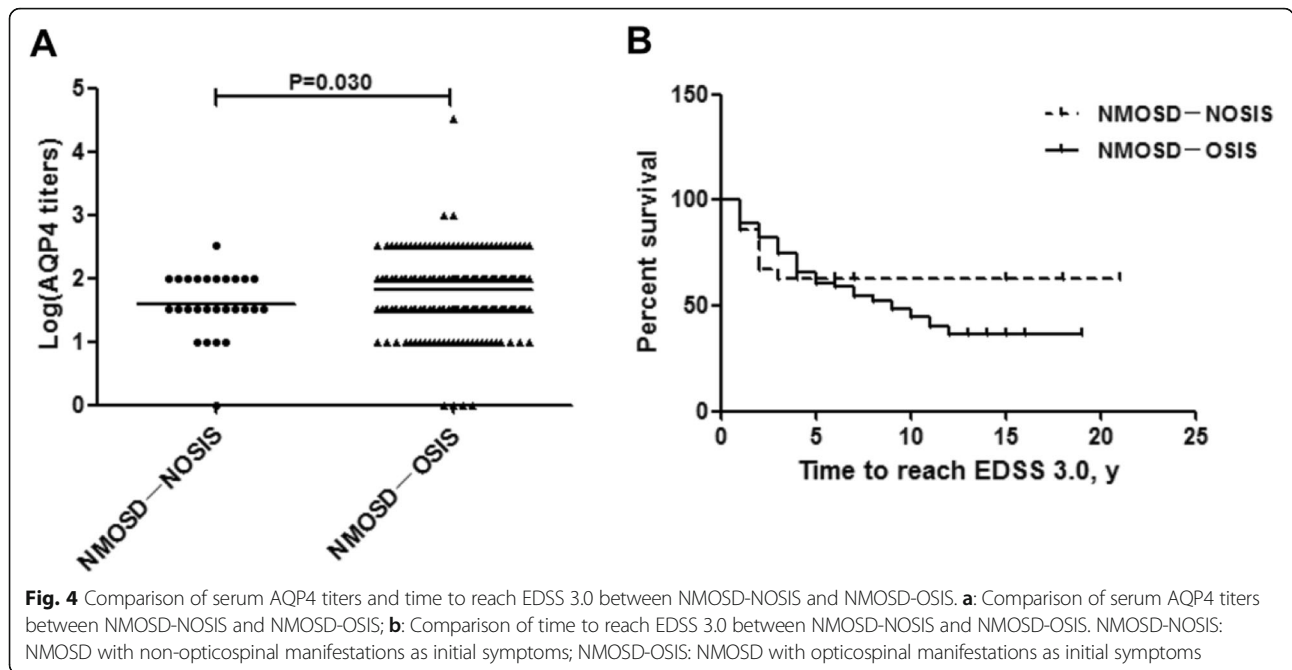 A
P=0.030
5
4
3
2
1
0
Log(AQP4 titers)
NMOSD—NOSIS
NMOSD—OSIS
B
150
100
50
0
Percent survival
NMOSD—NOSIS
NMOSD—OSIS
0 5 10 15 20 25
Time to reach EDSS 3.0, y
Fig. 4 Comparison of serum AQP4 titers and time to reach EDSS 3.0 between NMOSD-NOSIS and NMOSD-OSIS. a: Comparison of serum AQP4 titers
between NMOSD-NOSIS and NMOSD-OSIS; b: Comparison of time to reach EDSS 3.0 between NMOSD-NOSIS and NMOSD-OSIS. NMOSD-NOSIS:
NMOSD with non-opticospinal manifestations as initial symptoms; NMOSD-OSIS: NMOSD with opticospinal manifestations as initial symptoms